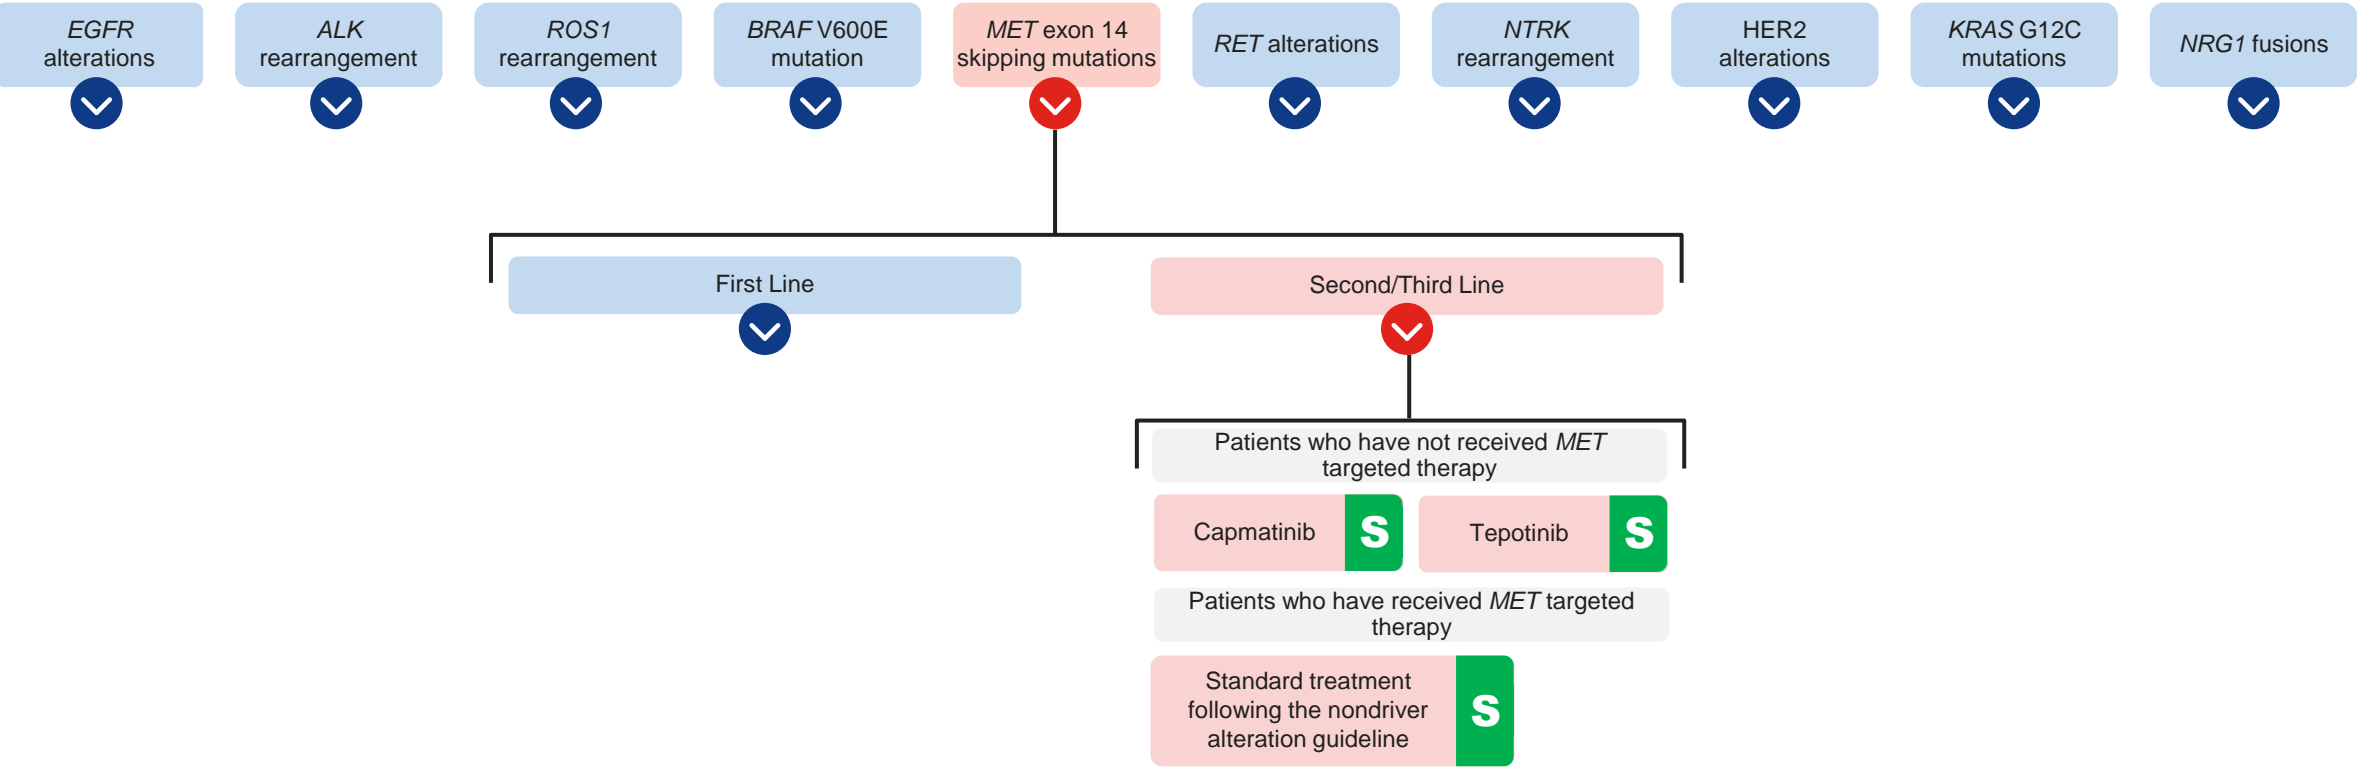 EGFR
alterations
ALK
rearrangement
ROS1
rearrangement
BRAF V600E
mutation
MET exon 14
skipping mutations
RET alterations
NTRK
rearrangement
HER2
alterations
KRAS G12C
mutations
NRG1 fusions
First Line
Second/Third Line
Patients who have not received MET
targeted therapy
Capmatinib
S
Tepotinib
S
Patients who have received MET targeted
therapy
Standard treatment
following the nondriver
alteration guideline
S